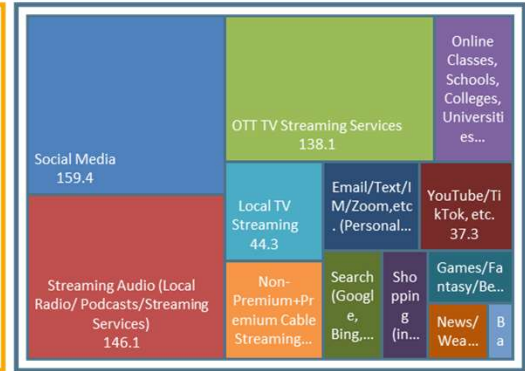 Social Media
159.4
Streaming Audio (Local
Radio/ Podcasts/Streaming
Services)
146.1
OTT TV Streaming Services
138.1
Online
Classes,
Schools,
Colleges,
Universiti
es...
Local TV
Streaming
44.3
Email/Text/I
M/Zoom,etc
. (Personal...
YouTube/Ti
kTok, etc.
37.3
Non-
Premium+Pr
emium Cable
Streaming...
Search
(Googl
e,
Bing,...
Sho
ppin
g
(in...
Games/Fa
ntasy/Be...
News/
Wea...
Ba